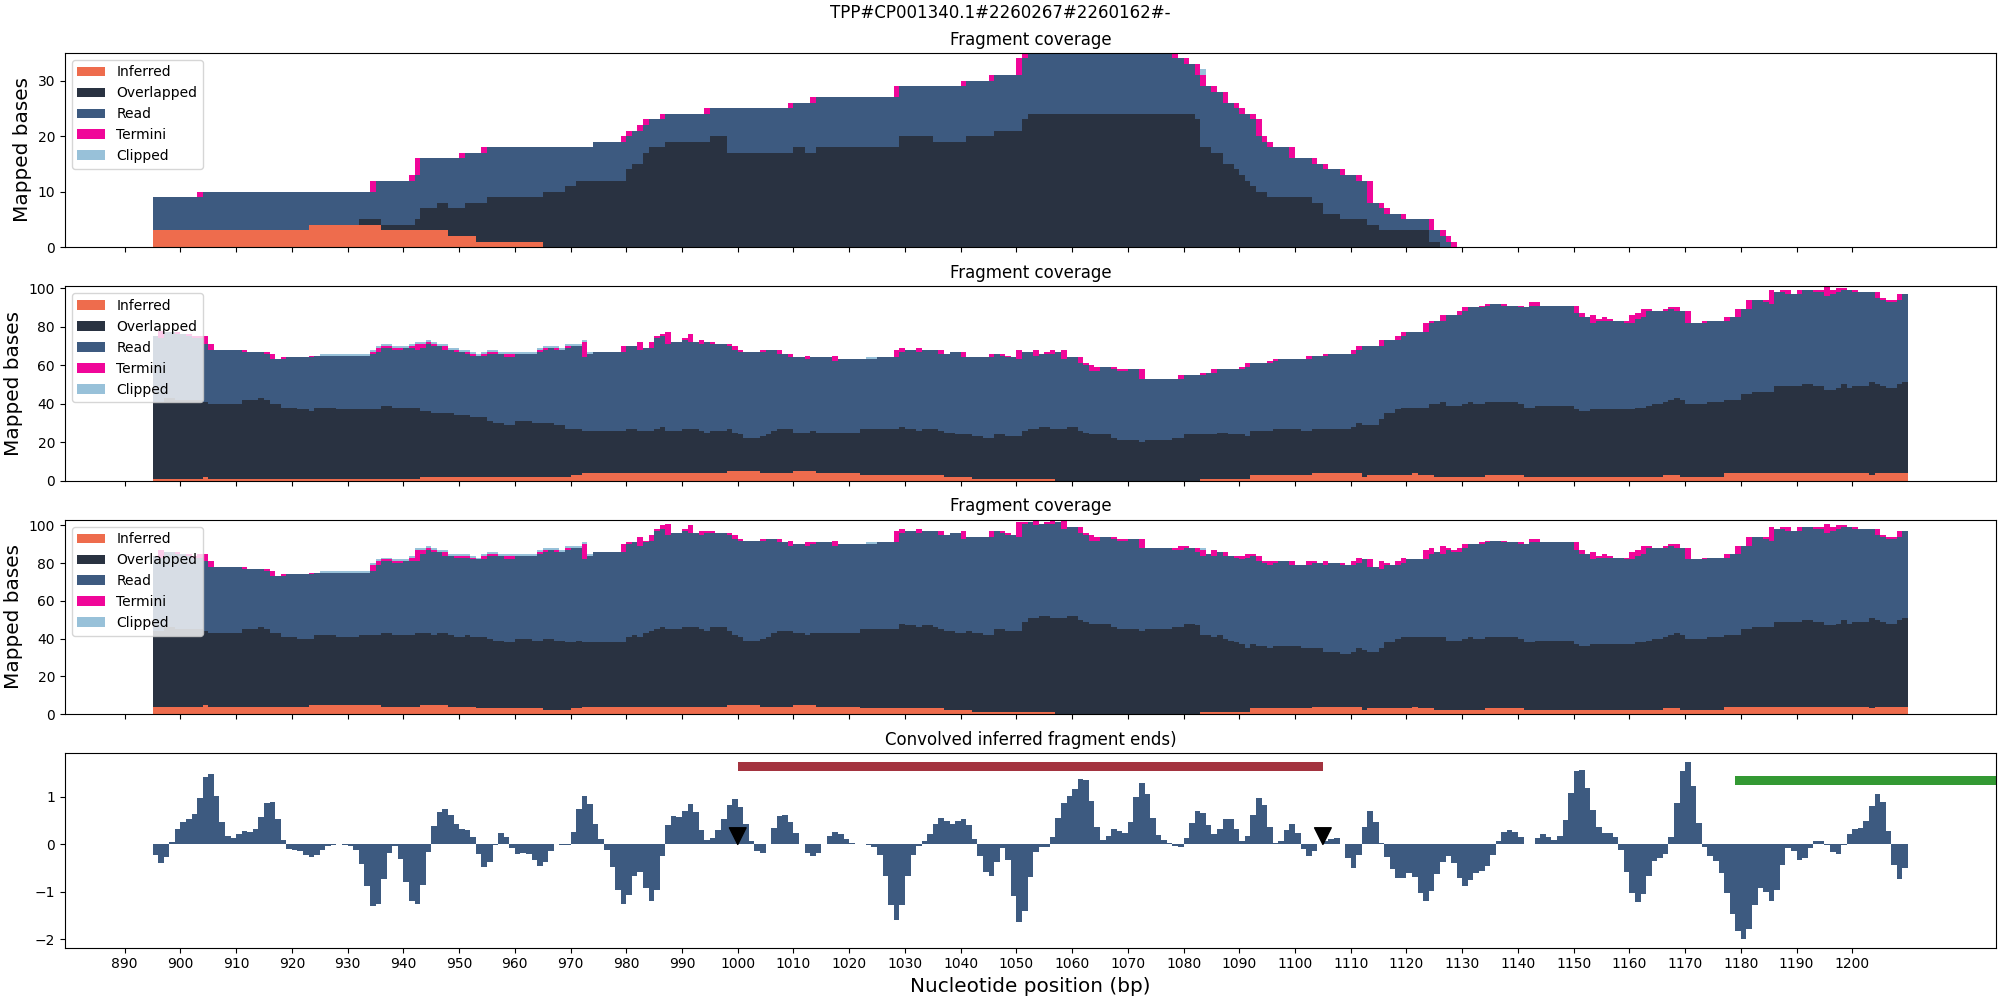 TPP#CP001340.1#2260267#2260162#-
Fragment coverage
Mapped bases
30
20
10
0
Inferred
Overlapped
Read
Termini
Clipped
Fragment coverage
Mapped bases
100
80
60
40
20
0
Inferred
Overlapped
Read
Termini
Clipped
Fragment coverage
Mapped bases
100
80
60
40
20
0
Inferred
Overlapped
Read
Termini
Clipped
Convolved inferred fragment ends)
1
0
−1
−2
890 900 910 920 930 940 950 960 970 980 990 1000 1010 1020 1030 1040 1050 1060 1070 1080 1090 1100 1110 1120 1130 1140 1150 1160 1170 1180 1190 1200
Nucleotide position (bp)